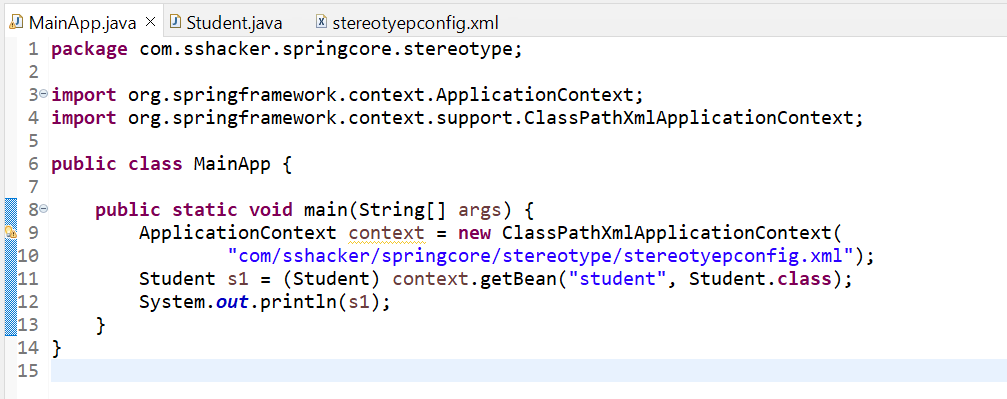 MainApp.java Student.java stereotyepconfig.xml
1 package com.sshacker.springcore.stereotype;
2
3 import org.springframework.context.ApplicationContext;
4 import org.springframework.context.support.ClassPathXmlApplicationContext;
5
6 public class MainApp {
7
8 public static void main(String[] args) {
9 ApplicationContext context = new ClassPathXmlApplicationContext(
10 "com/sshacker/springcore/stereotype/stereotyepconfig.xml");
11 Student s1 = (Student) context.getBean("student", Student.class);
12 System.out.println(s1);
13 }
14 }
15